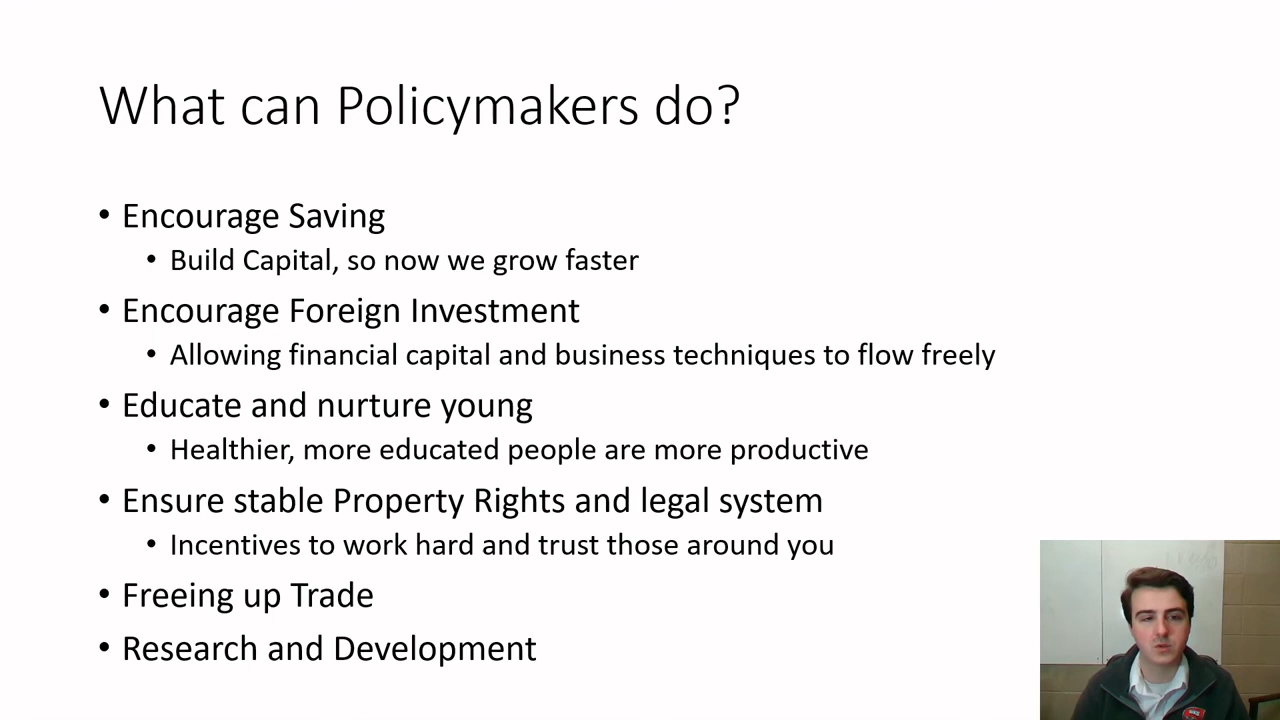 What can Policymakers do?
• Encourage Saving
• Build Capital, so now we grow faster
• Encourage Foreign Investment
• Allowing financial capital and business techniques to flow freely
• Educate and nurture young
• Healthier, more educated people are more productive
• Ensure stable Property Rights and legal system
• Incentives to work hard and trust those around you
• Freeing up Trade
• Research and Development